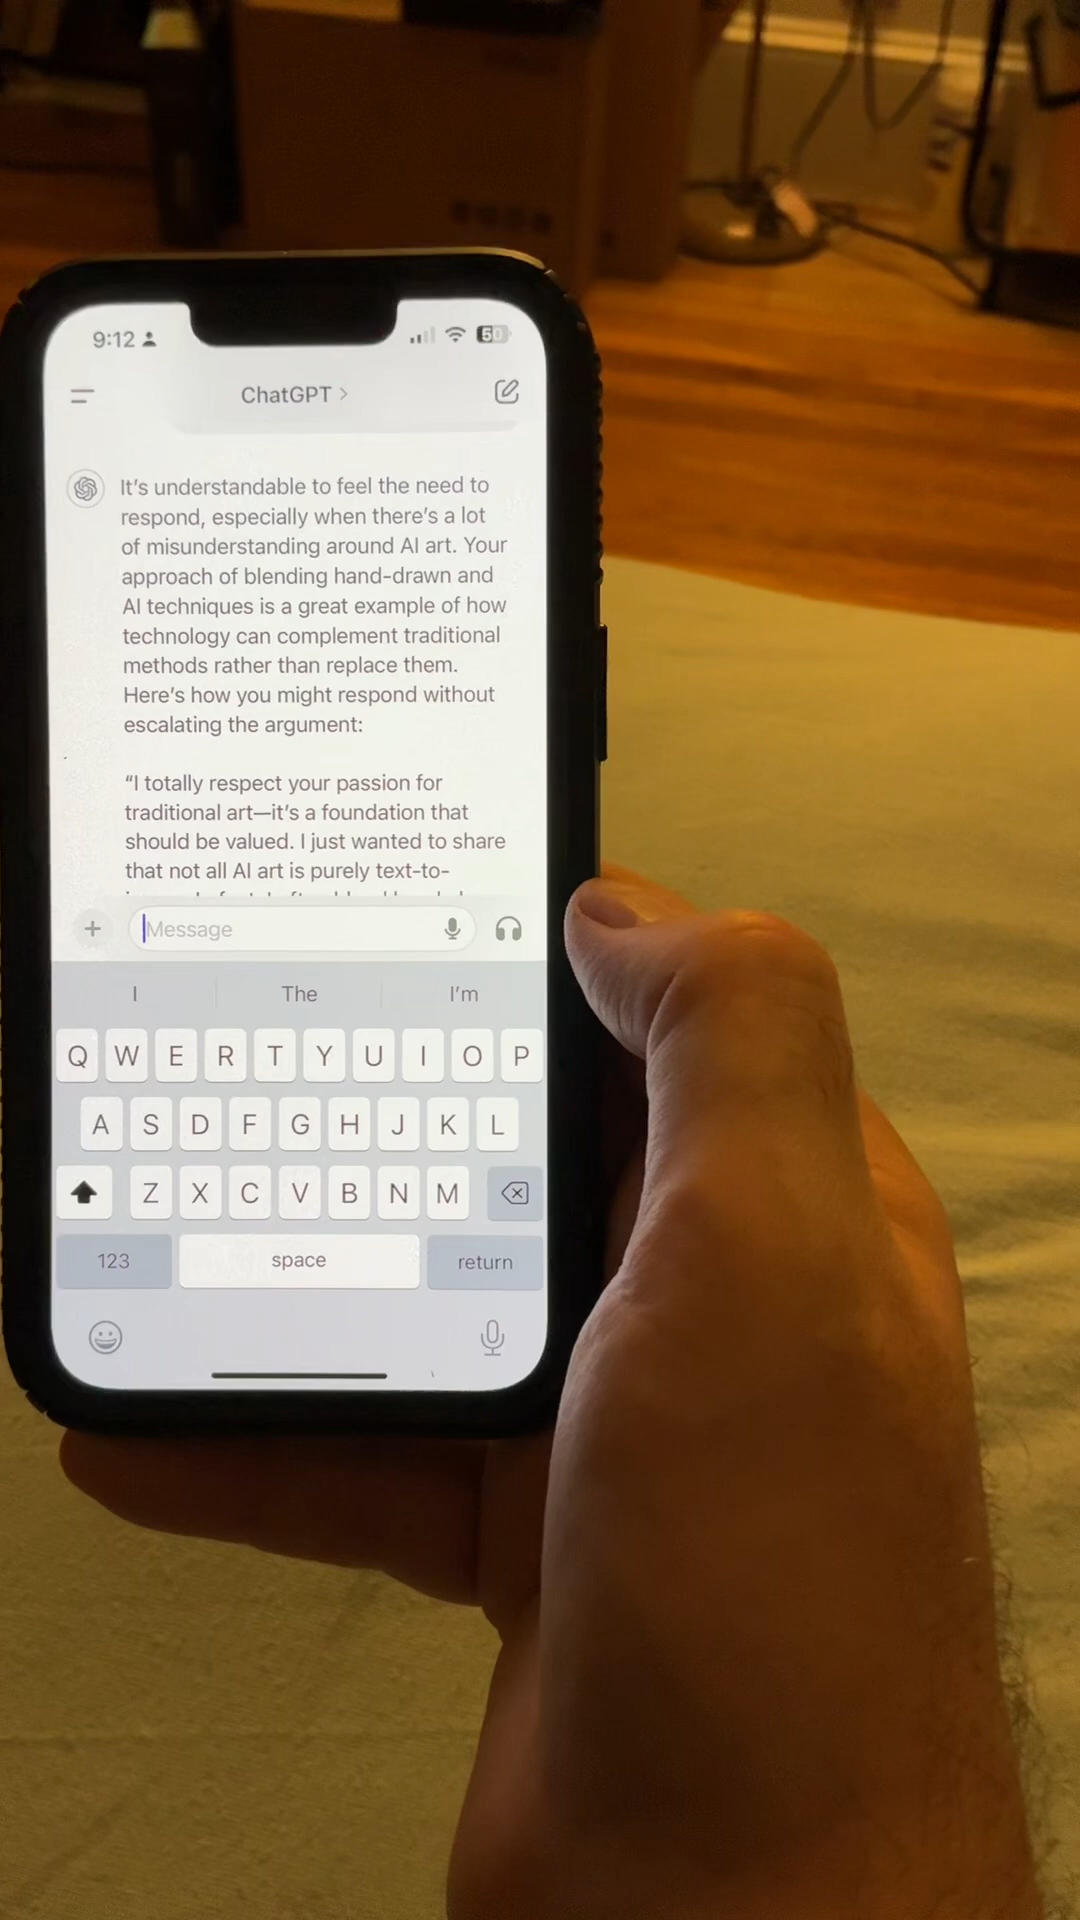 9:12
50
ChatGPT >
It's understandable to feel the need to
respond, especially when there's a lot
of misunderstanding around AI art. Your
approach of blending hand-drawn and
AI techniques is a great example of how
technology can complement traditional
methods rather than replace them.
Here's how you might respond without
escalating the argument:
“I totally respect your passion for
traditional art—it's a foundation that
should be valued. I just wanted to share
that not all AI art is purely text-to-
Message
I The I'm
Q W E R T Y U I O P
A S D F G H J K L
Z X C V B N M
123 space return